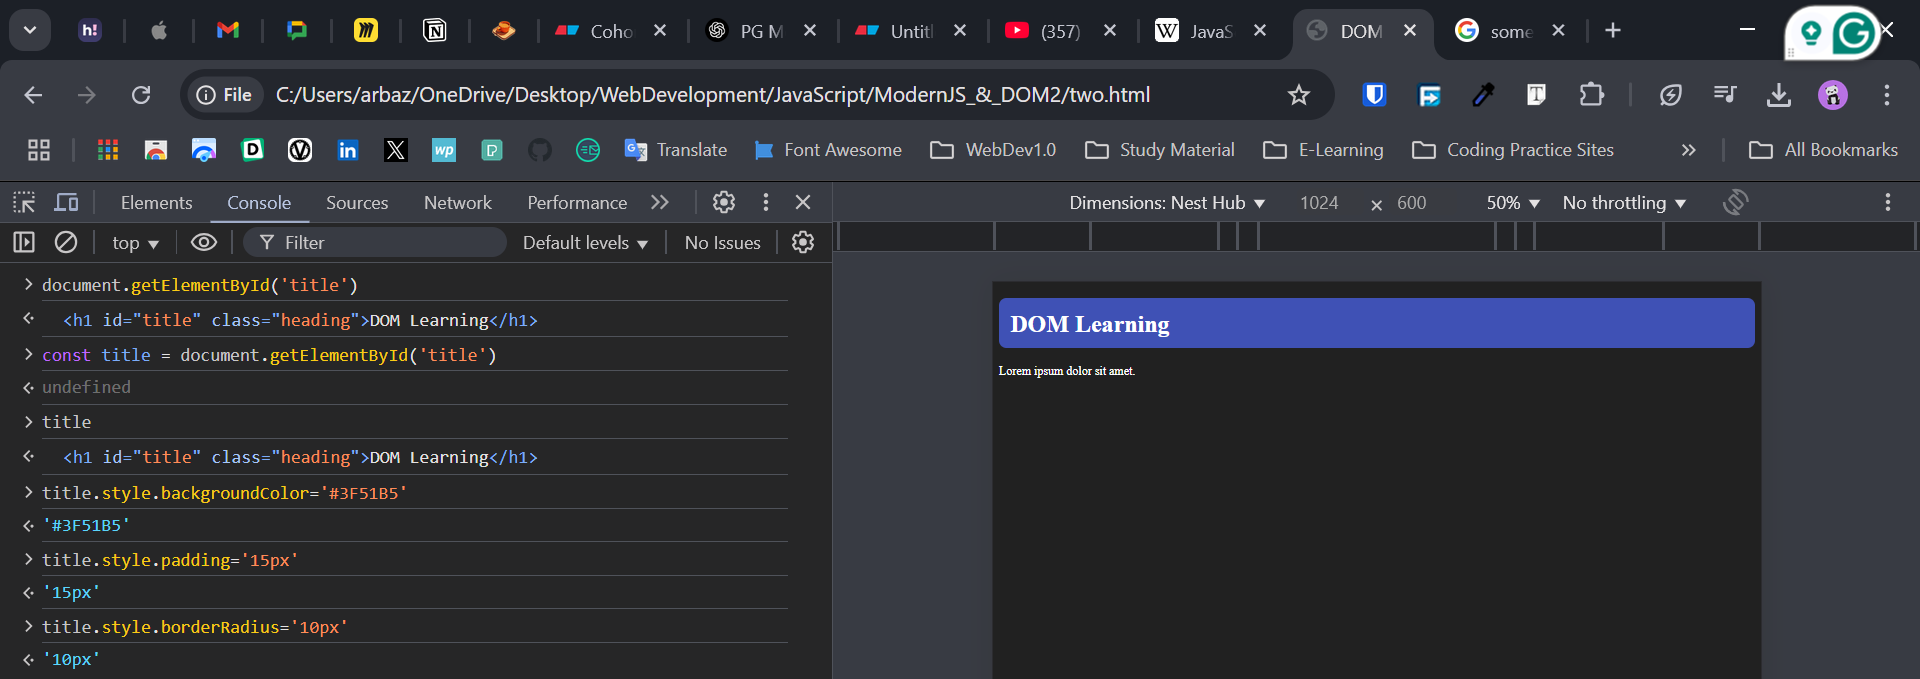 h! Coho PG M Untitl (357) W JavaS DOM some
File C:/Users/arbaz/OneDrive/Desktop/WebDevelopment/JavaScript/ModernJS_&_DOM2/two.html
Translate Font Awesome WebDev1.0 Study Material E-Learning Coding Practice Sites All Bookmarks
Elements Console Sources Network Performance
Dimensions: Nest Hub 1024 × 600 50% No throttling
top Filter Default levels No Issues
document.getElementById('title')
<h1 id="title" class="heading">DOM Learning</h1>
const title = document.getElementById('title')
undefined
title
<h1 id="title" class="heading">DOM Learning</h1>
title.style.backgroundColor='#3F51B5'
'#3F51B5'
title.style.padding='15px'
'15px'
title.style.borderRadius='10px'
'10px'
DOM Learning
Lorem ipsum dolor sit amet.